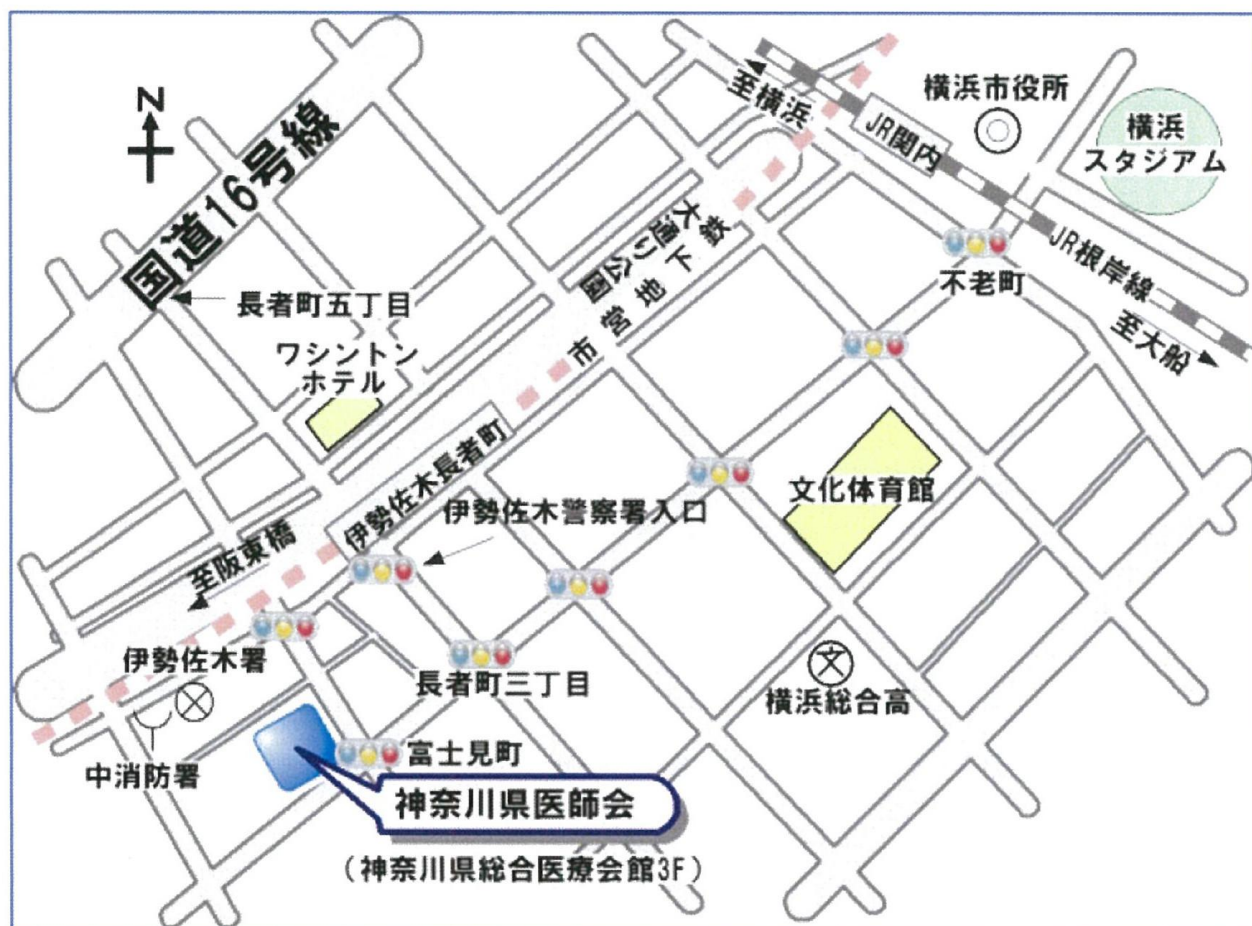 N
国道16号線
至横浜
JR関内
横浜市役所
横浜
スタジアム
JR根岸線
至大船
不老町
大通り公園
市営地下鉄
長者町五丁目
ワシントン
ホテル
伊勢佐木長者町
伊勢佐木警察署入口
文化体育館
至阪東橋
伊勢佐木署
長者町三丁目
横浜総合高
文
中消防署
富士見町
神奈川県医師会
(神奈川県総合医療会館3F)